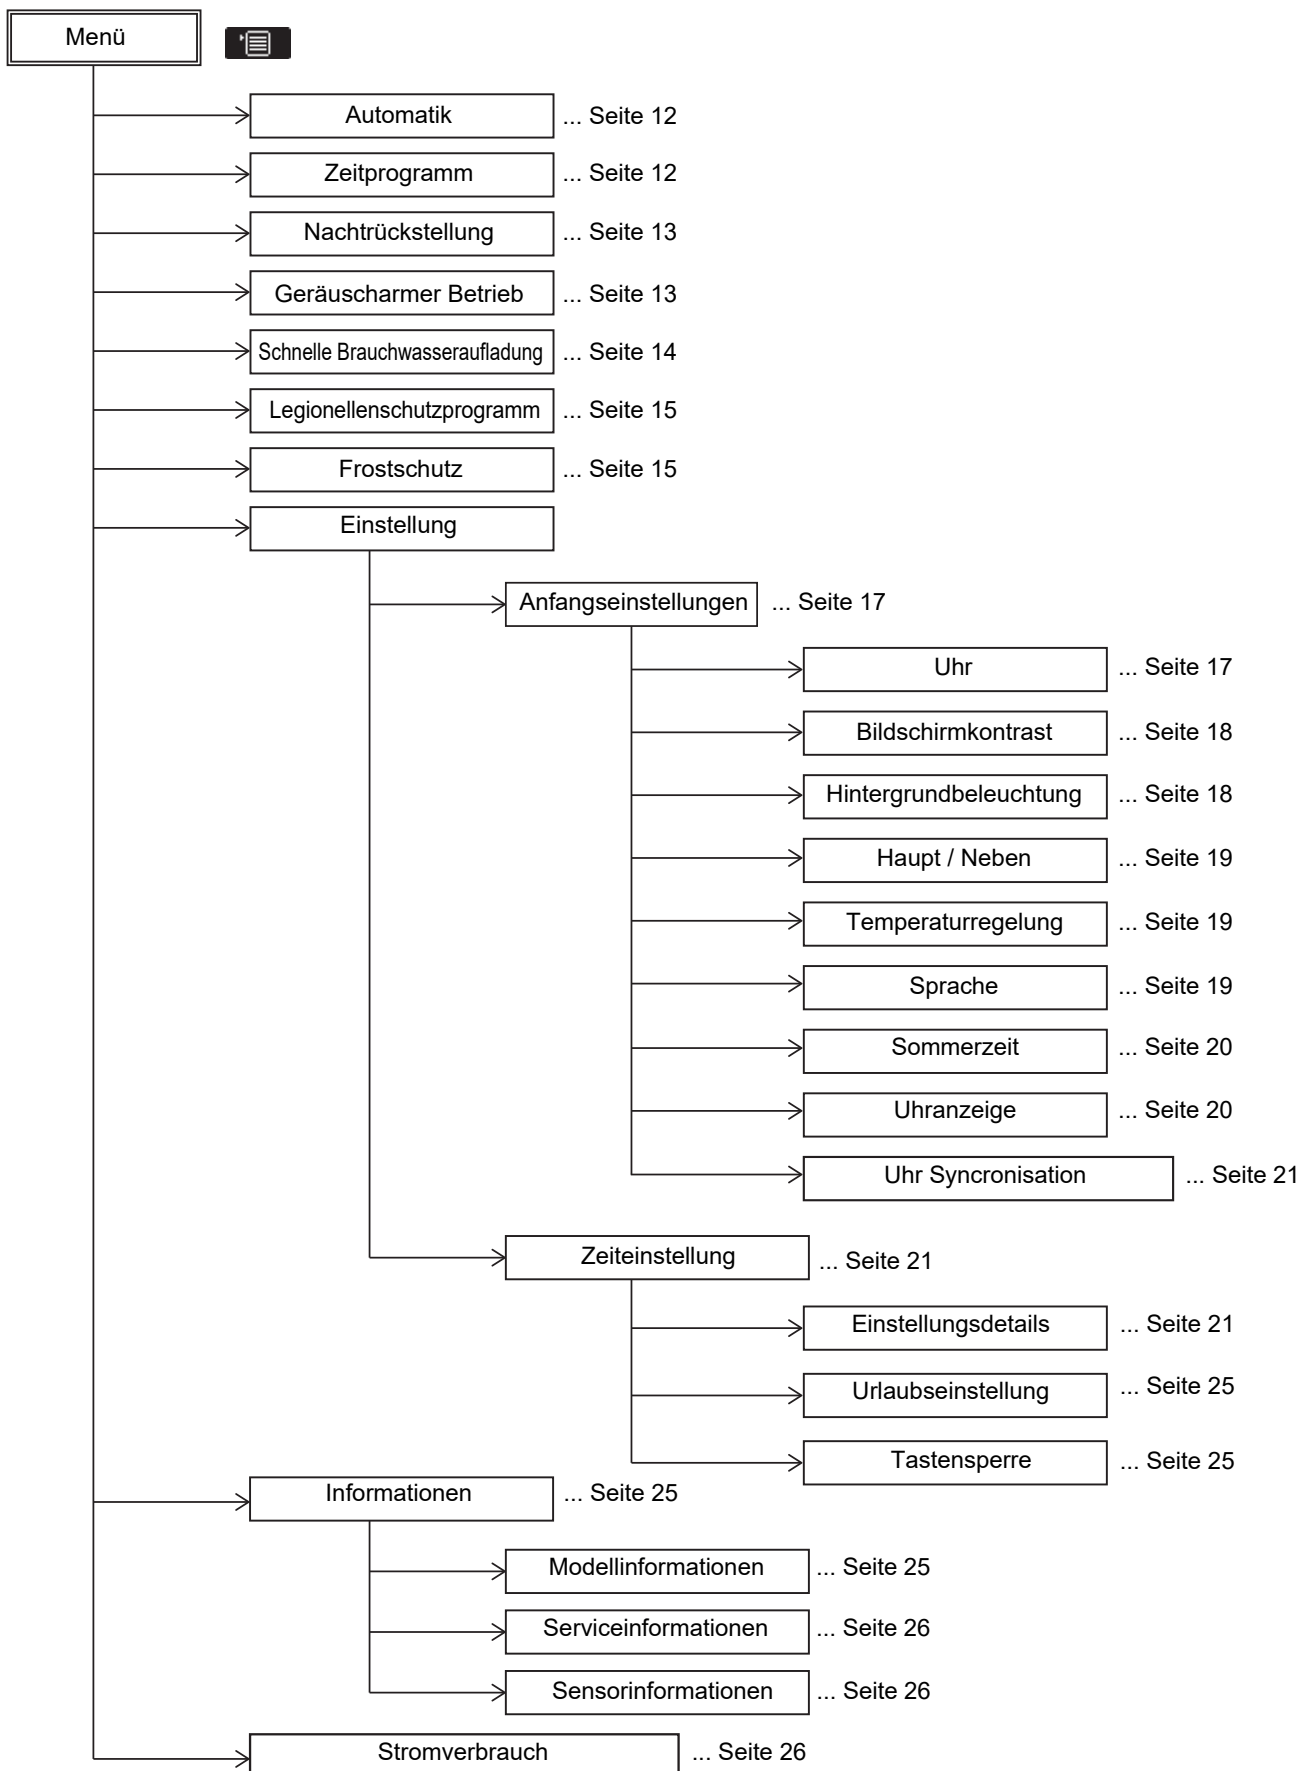 Menü
Automatik ... Seite 12
Zeitprogramm ... Seite 12
Nachtrückstellung ... Seite 13
Geräuscharmer Betrieb ... Seite 13
Schnelle Brauchwasseraufladung ... Seite 14
Legionellenschutzprogramm ... Seite 15
Frostschutz ... Seite 15
Einstellung
Anfangseinstellungen ... Seite 17
Uhr ... Seite 17
Bildschirmkontrast ... Seite 18
Hintergrundbeleuchtung ... Seite 18
Haupt / Neben ... Seite 19
Temperaturregelung ... Seite 19
Sprache ... Seite 19
Sommerzeit ... Seite 20
Uhranzeige ... Seite 20
Uhr Syncronisation ... Seite 21
Zeiteinstellung ... Seite 21
Einstellungsdetails ... Seite 21
Urlaubseinstellung ... Seite 25
Tastensperre ... Seite 25
Informationen ... Seite 25
Modellinformationen ... Seite 25
Serviceinformationen ... Seite 26
Sensorinformationen ... Seite 26
Stromverbrauch ... Seite 26